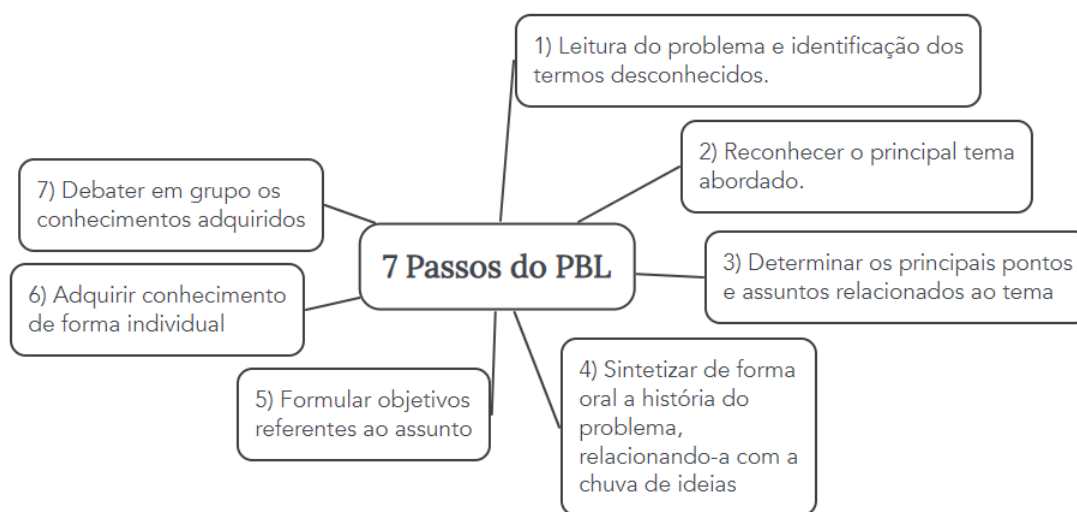 1) Leitura do problema e identificação dos
termos desconhecidos.
2) Reconhecer o principal tema
abordado.
7) Debater em grupo os
conhecimentos adquiridos
7 Passos do PBL
3) Determinar os principais pontos
e assuntos relacionados ao tema
6) Adquirir conhecimento
de forma individual
4) Sintetizar de forma
oral a história do
problema,
relacionando-a com a
chuva de ideias
5) Formular objetivos
referentes ao assunto